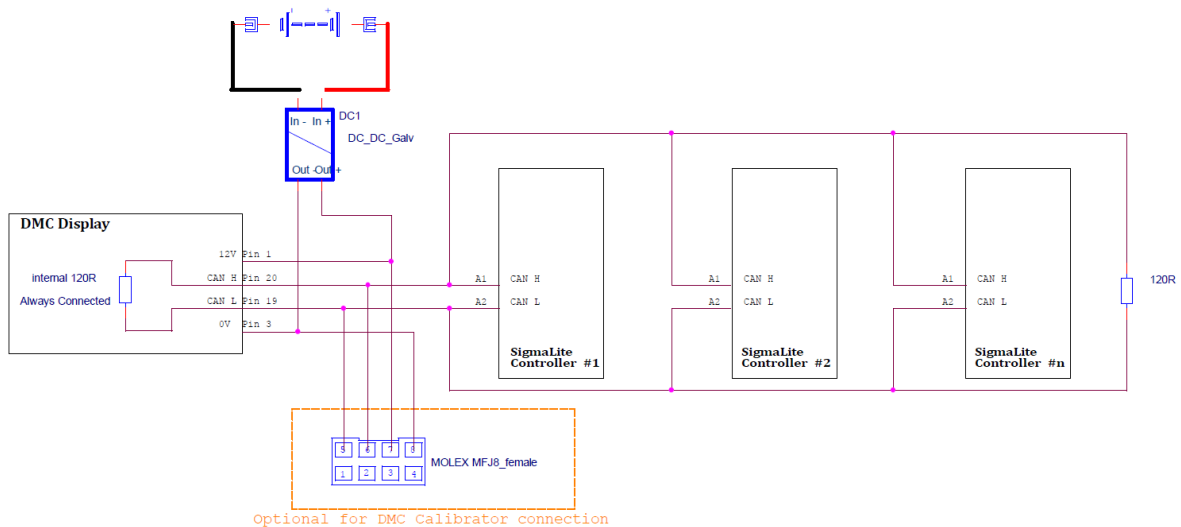 - +
DC1
In - In +
DC_DC_Galv
Out - Out +
DMC Display
12V Pin 1
internal 120R
CAN H Pin 20
Always Connected
CAN L Pin 19
0V Pin 3
A1 CAN H
A2 CAN L
SigmaLite
Controller #1
A1 CAN H
A2 CAN L
SigmaLite
Controller #2
A1 CAN H
A2 CAN L
SigmaLite
Controller #n
120R
5 6 7 8
1 2 3 4
MOLEX MFJ8_female
Optional for DMC Calibrator connection